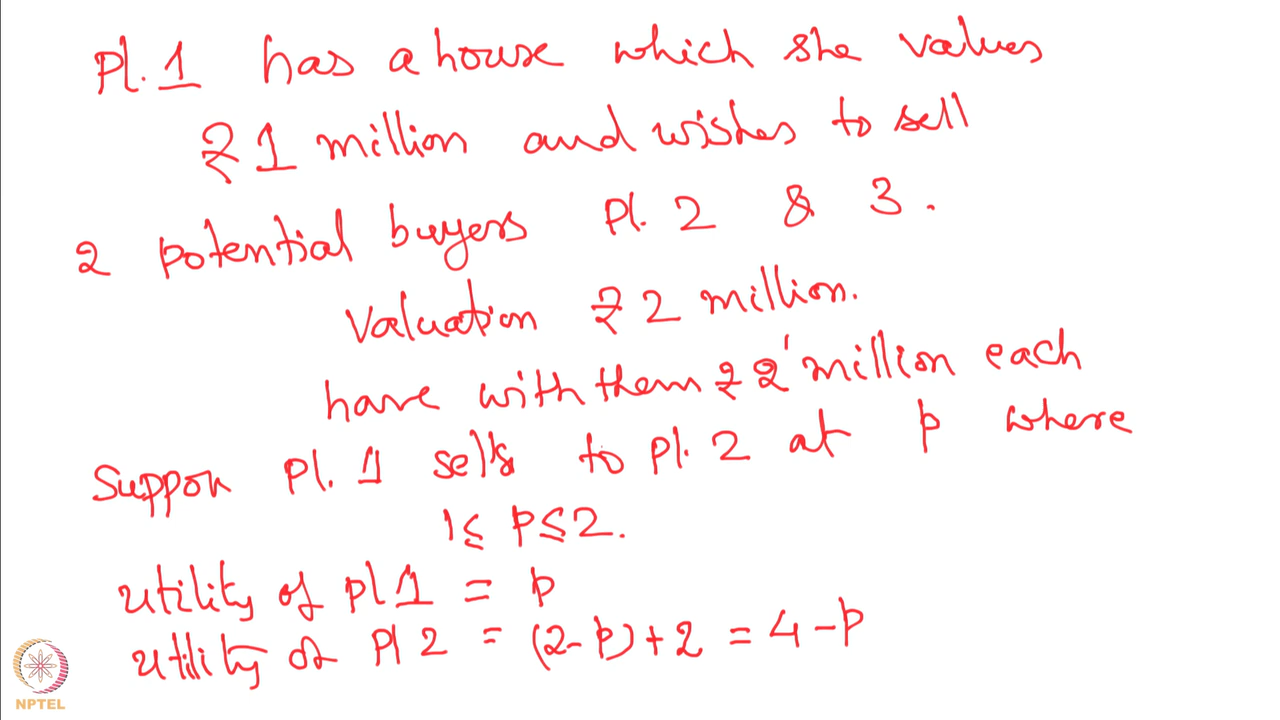 Pl. 1 has a house which she values
₹ 1 million and wishes to sell
2 potential buyers Pl. 2 & 3.
Valuation ₹ 2 million.
have with them ₹ 2 million each
Suppose Pl. 1 sells to Pl. 2 at p where
1 ≤ p ≤ 2.
utility of pl 1 = p
utility of Pl 2 = (2-p)+2 = 4-p
NPTEL